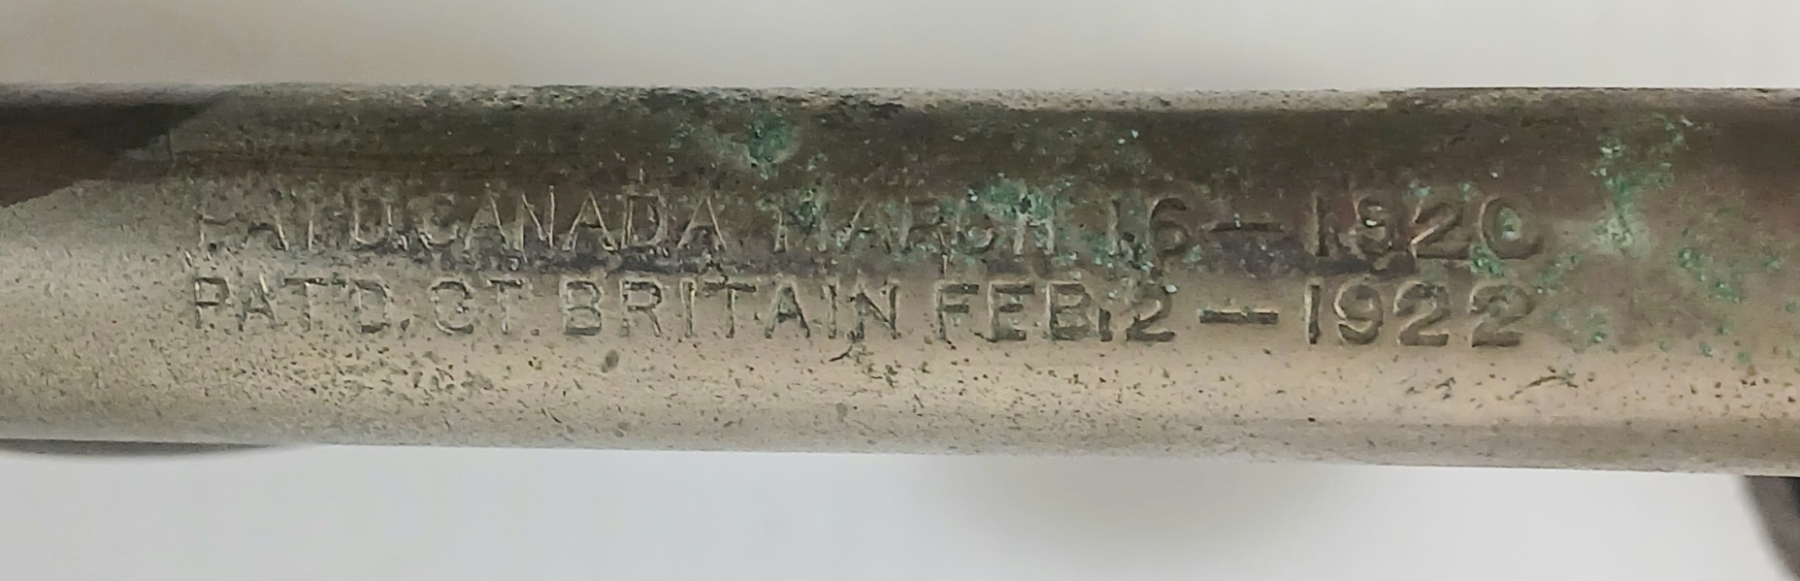 PAT'D. CANADA MARCH 16-1920
PAT'D. GT. BRITAIN FEB. 2-1922